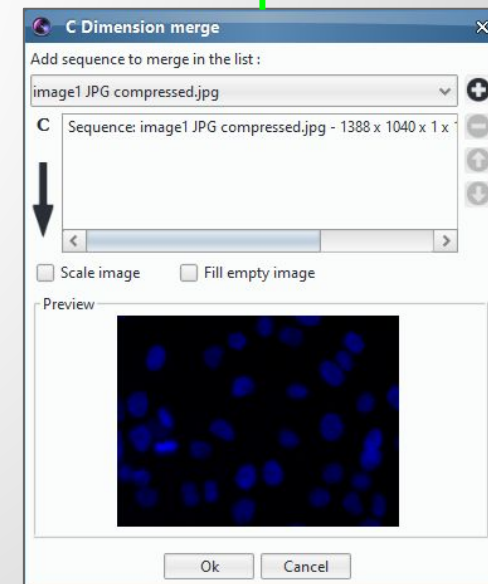 C Dimension merge
Add sequence to merge in the list :
image1 JPG compressed.jpg
C
Sequence: image1 JPG compressed.jpg - 1388 x 1040 x 1 x
Scale image Fill empty image
Preview
Ok Cancel